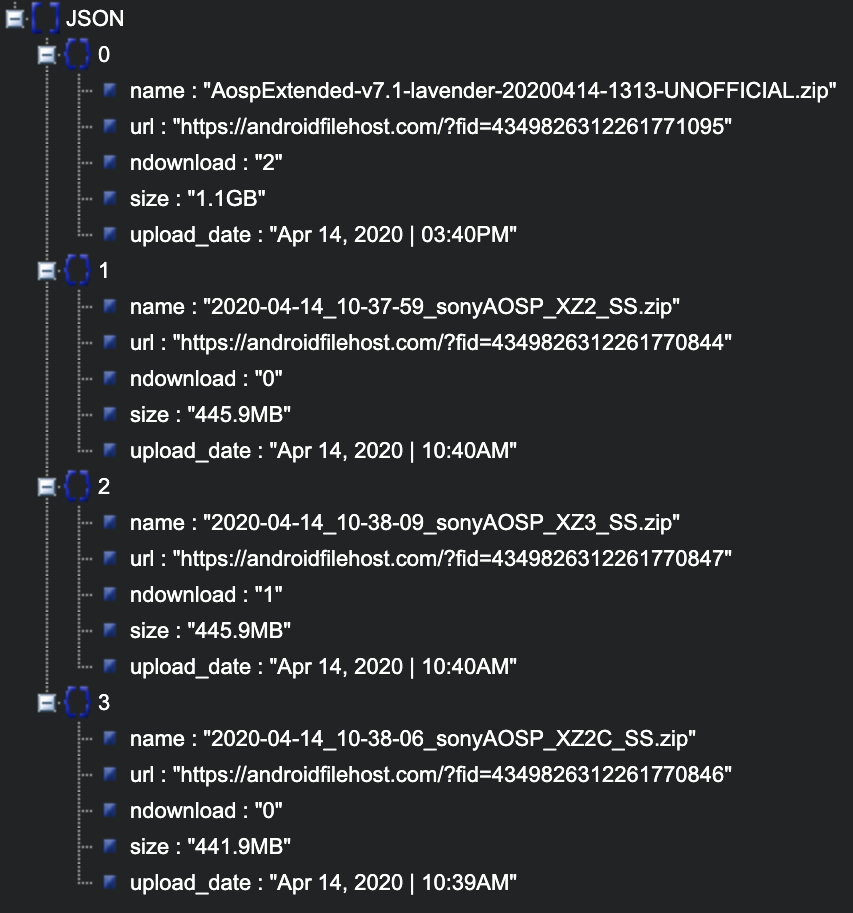 JSON
0
name : "AospExtended-v7.1-lavender-20200414-1313-UNOFFICIAL.zip"
url : "https://androidfilehost.com/?fid=4349826312261771095"
ndownload : "2"
size : "1.1GB"
upload_date : "Apr 14, 2020 | 03:40PM"
1
name : "2020-04-14_10-37-59_sonyAOSP_XZ2_SS.zip"
url : "https://androidfilehost.com/?fid=4349826312261770844"
ndownload : "0"
size : "445.9MB"
upload_date : "Apr 14, 2020 | 10:40AM"
2
name : "2020-04-14_10-38-09_sonyAOSP_XZ3_SS.zip"
url : "https://androidfilehost.com/?fid=4349826312261770847"
ndownload : "1"
size : "445.9MB"
upload_date : "Apr 14, 2020 | 10:40AM"
3
name : "2020-04-14_10-38-06_sonyAOSP_XZ2C_SS.zip"
url : "https://androidfilehost.com/?fid=4349826312261770846"
ndownload : "0"
size : "441.9MB"
upload_date : "Apr 14, 2020 | 10:39AM"